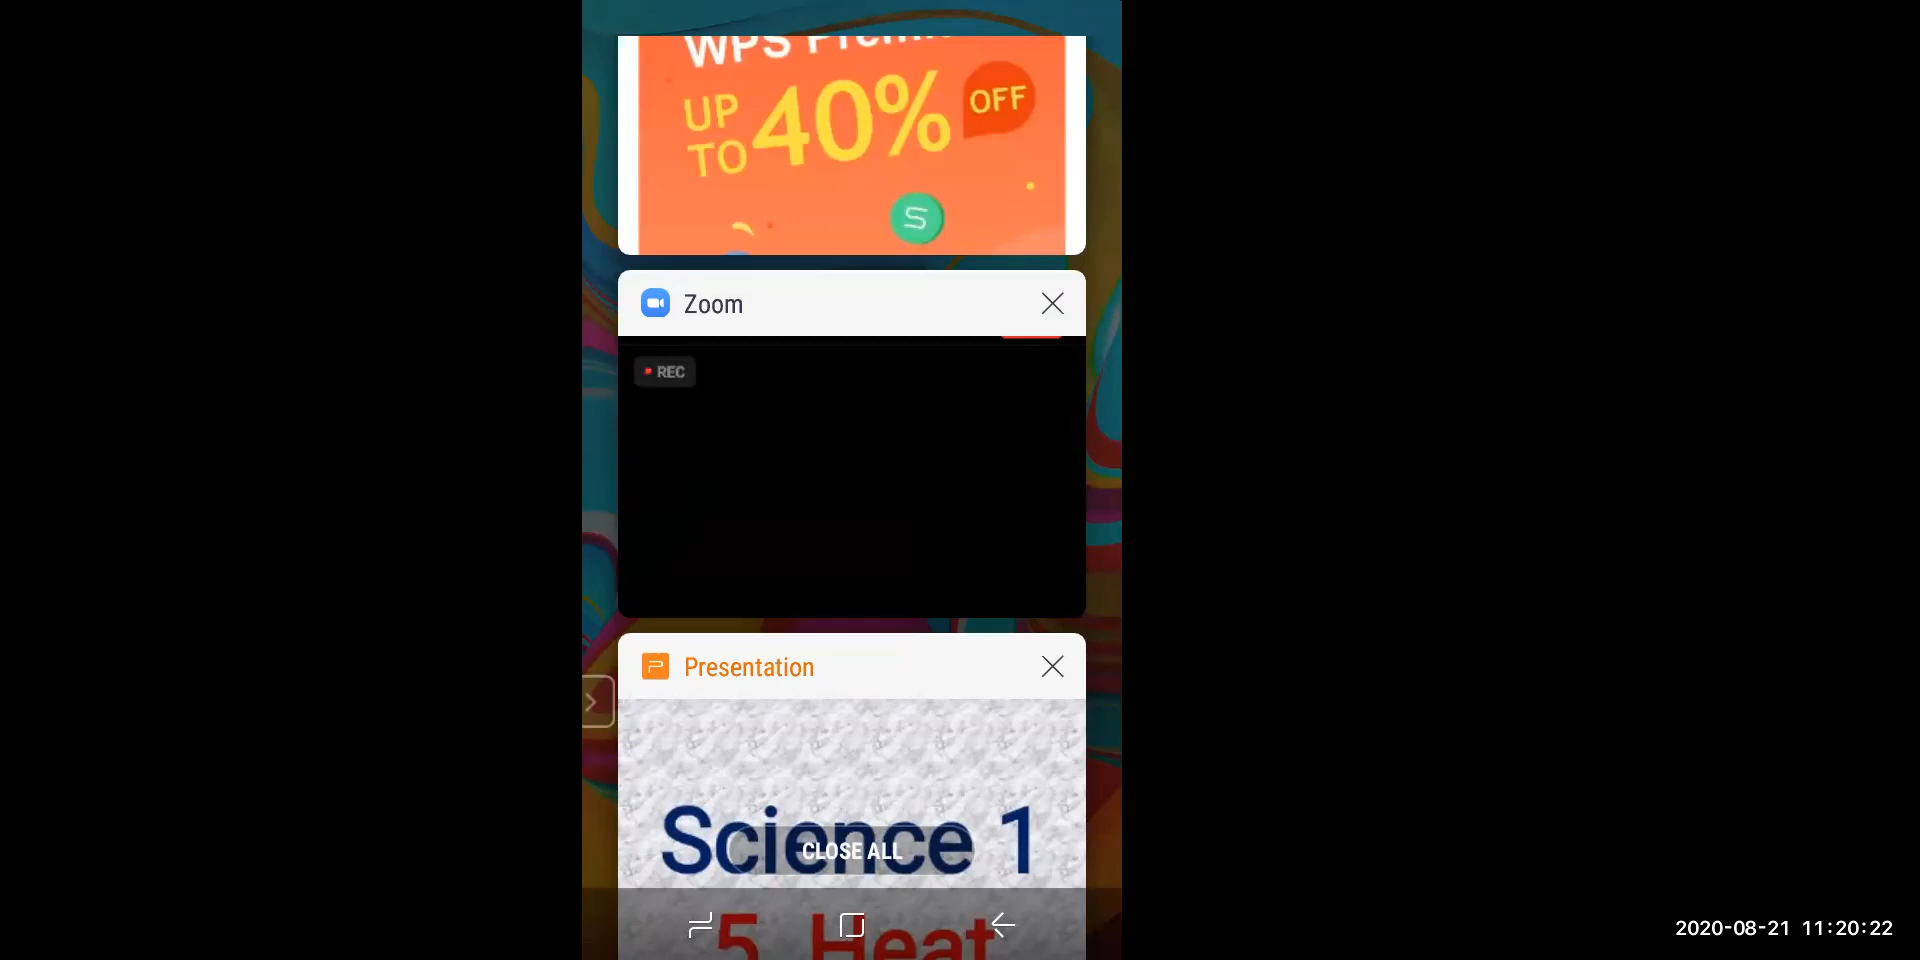 WPS
UP TO 40% OFF
Zoom
REC
Presentation
Science 1
CLOSE ALL
5. Heat
2020-08-21 11:20:22